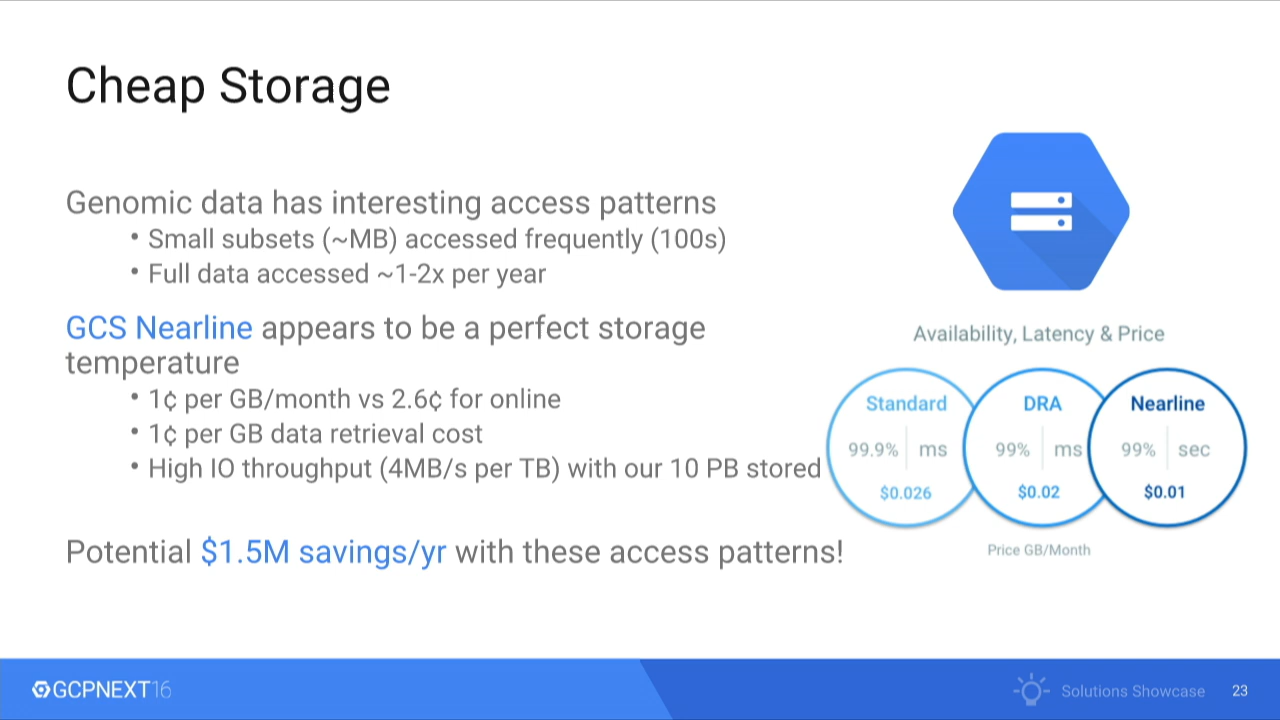 Cheap Storage
Genomic data has interesting access patterns
• Small subsets (~MB) accessed frequently (100s)
• Full data accessed ~1-2x per year
GCS Nearline appears to be a perfect storage
temperature
• 1¢ per GB/month vs 2.6¢ for online
• 1¢ per GB data retrieval cost
• High IO throughput (4MB/s per TB) with our 10 PB stored
Potential $1.5M savings/yr with these access patterns!
Availability, Latency & Price
Standard
99.9% ms
$0.026
DRA
99% ms
$0.02
Nearline
99% sec
$0.01
Price GB/Month
GCPNEXT16
Solutions Showcase 23